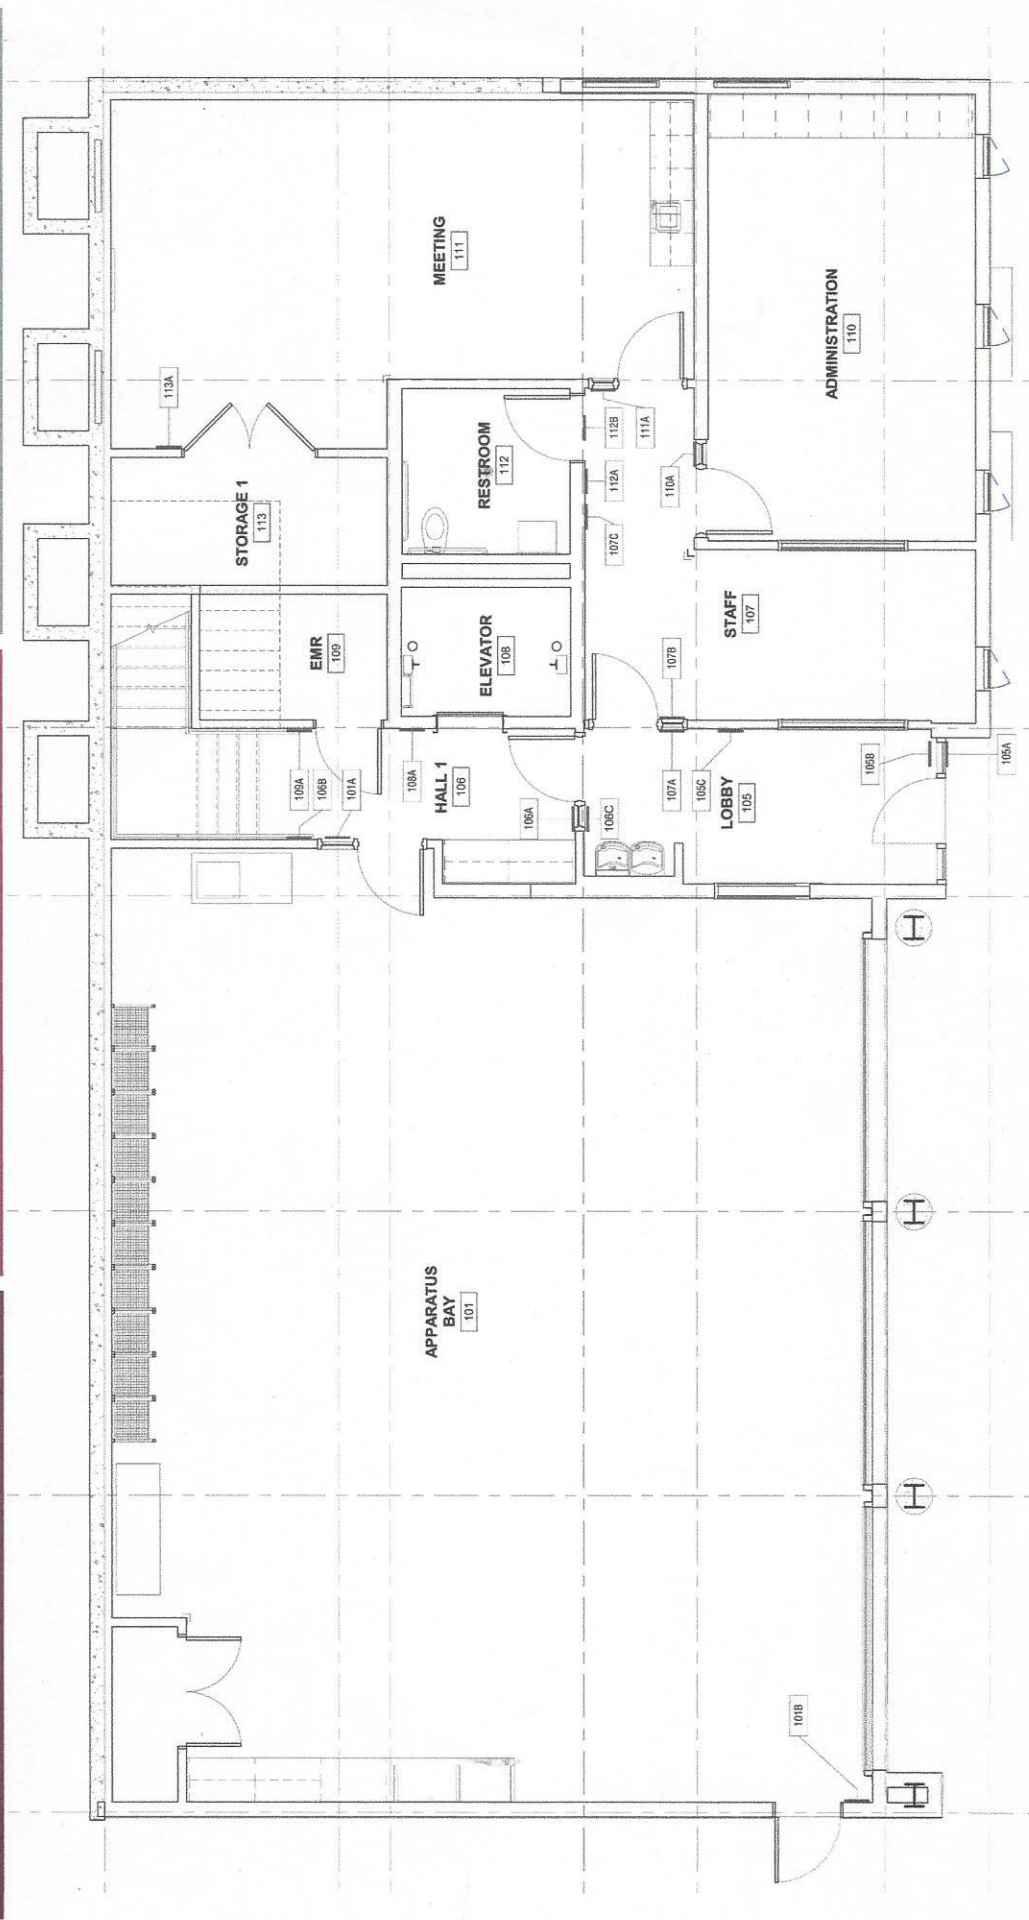 APPARATUS
BAY
101
101B
STORAGE 1
113
113A
EMR
109
109A
106B
101A
108A
HALL 1
106
106A
106C
ELEVATOR
108
RESTROOM
112
112A
112B
111A
107C
110A
MEETING
111
ADMINISTRATION
110
STAFF
107
107B
107A
105C
LOBBY
105
105B
105A
H
H
H
H